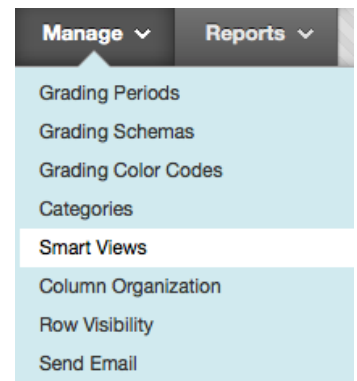 Manage Reports
Grading Periods
Grading Schemas
Grading Color Codes
Categories
Smart Views
Column Organization
Row Visibility
Send Email